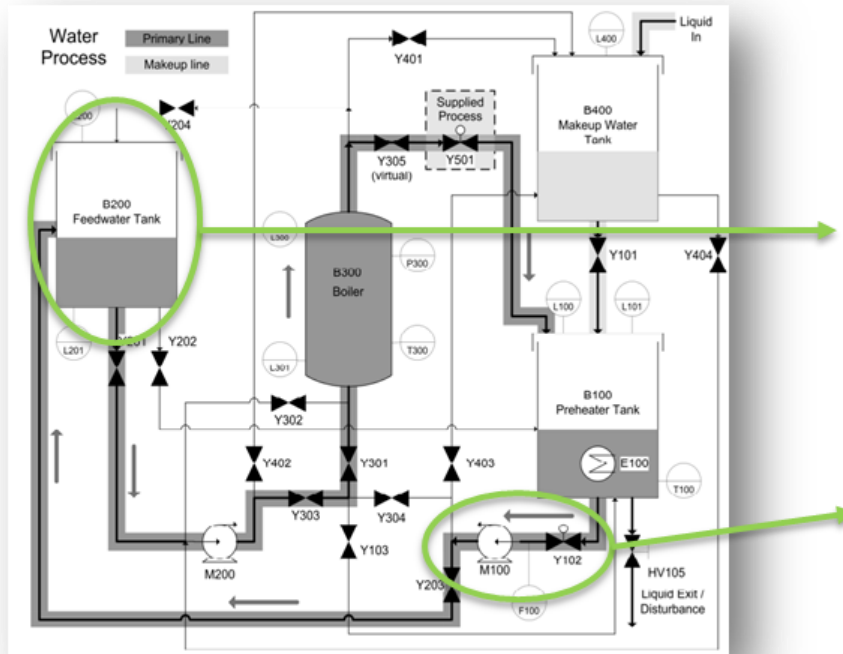 Water
Process
Primary Line
Makeup line
Y401
L400
Liquid
In
Y204
Supplied
Process
B400
Makeup Water
Tank
Y305
(virtual)
Y501
B200
Feedwater Tank
L300
P300
Y101
Y404
B300
Boiler
L100
L101
L201
Y201
Y202
L301
T300
Y302
B100
Preheater Tank
Y402
Y301
Y403
E100
T100
Y303
Y304
Y103
M200
M100
Y102
HV105
Y203
F100
Liquid Exit /
Disturbance